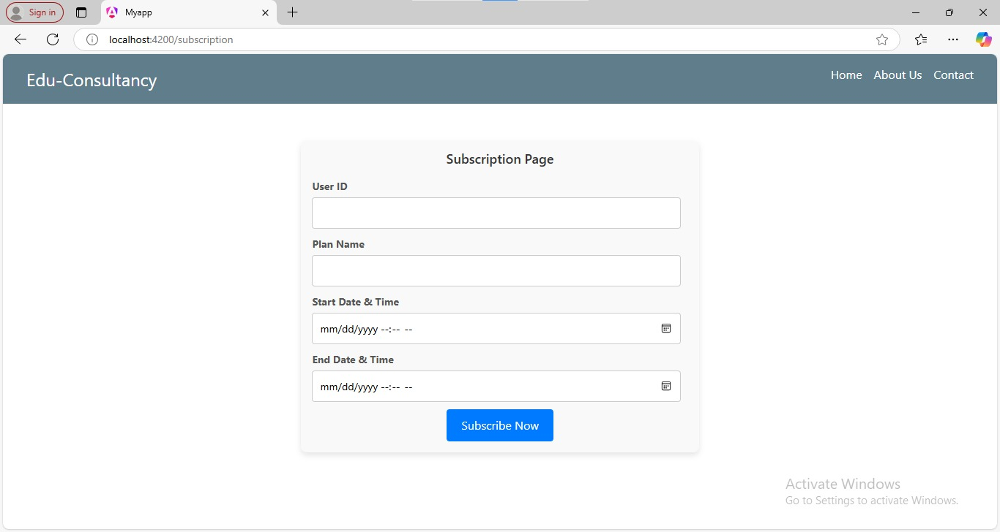 Sign in
Myapp
localhost:4200/subscription
Edu-Consultancy
Home About Us Contact
Subscription Page
User ID
Plan Name
Start Date & Time
mm/dd/yyyy --:-- --
End Date & Time
mm/dd/yyyy --:-- --
Subscribe Now
Activate Windows
Go to Settings to activate Windows.